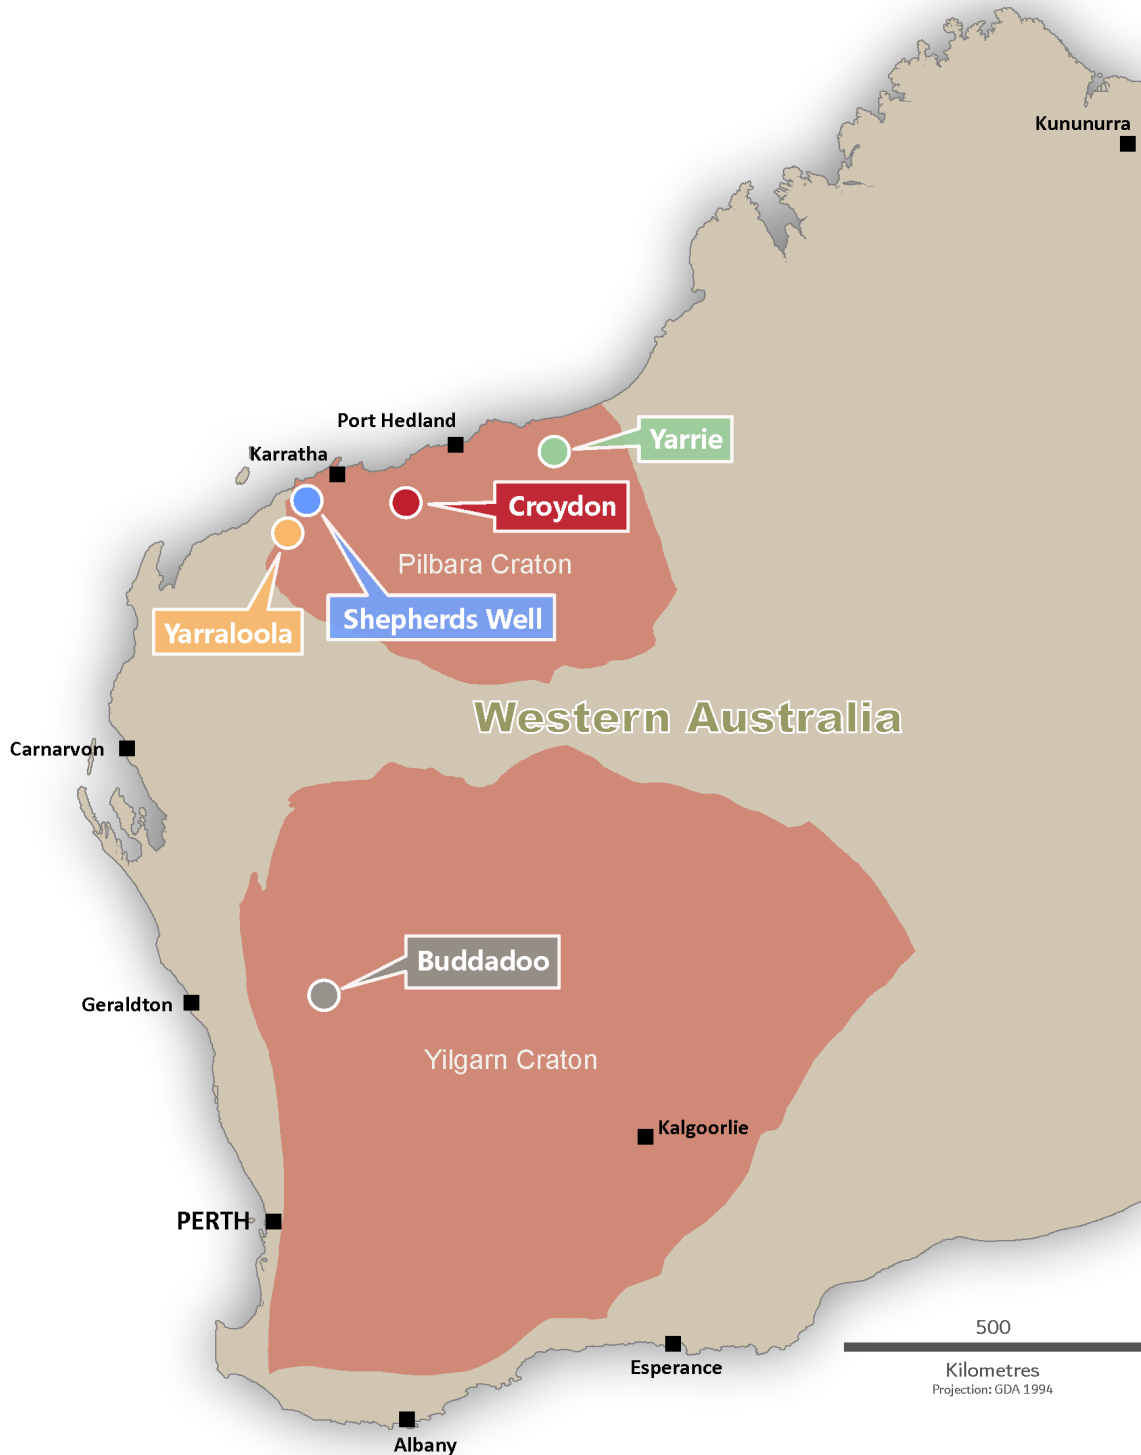 Kununurra
Port Hedland
Karratha
Yarrie
Croydon
Pilbara Craton
Shepherds Well
Yarraloola
Western Australia
Carnarvon
Buddadoo
Geraldton
Yilgarn Craton
Kalgoorlie
PERTH
500
Kilometres
Projection: GDA 1994
Esperance
Albany